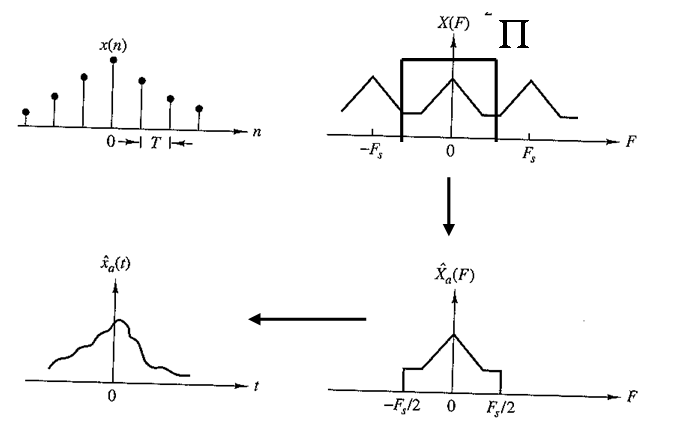 x(n)
0 T n
X(F) Π
−Fₛ 0 Fₛ F
x̂ₐ(t)
0 t
X̂ₐ(F)
−Fₛ/2 0 Fₛ/2 F